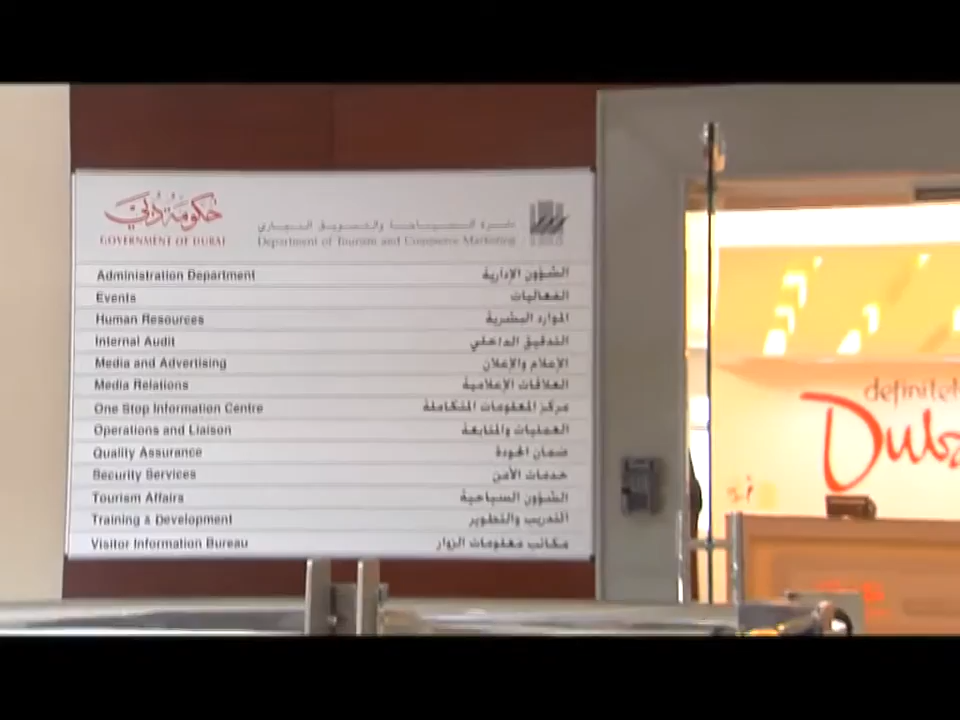 حكومة دبي
GOVERNMENT OF DUBAI
دائرة السياحة والتسويق التجاري
Department of Tourism and Commerce Marketing
Administration Department الشؤون الإدارية
Events الفعاليات
Human Resources الموارد البشرية
Internal Audit التدقيق الداخلي
Media and Advertising الإعلام والإعلان
Media Relations العلاقات الإعلامية
One Stop Information Centre مركز المعلومات المتكاملة
Operations and Liaison العمليات والمتابعة
Quality Assurance ضمان الجودة
Security Services خدمات الأمن
Tourism Affairs الشؤون السياحية
Training & Development التدريب والتطوير
Visitor Information Bureau مكاتب معلومات الزوار
definitel
Dub